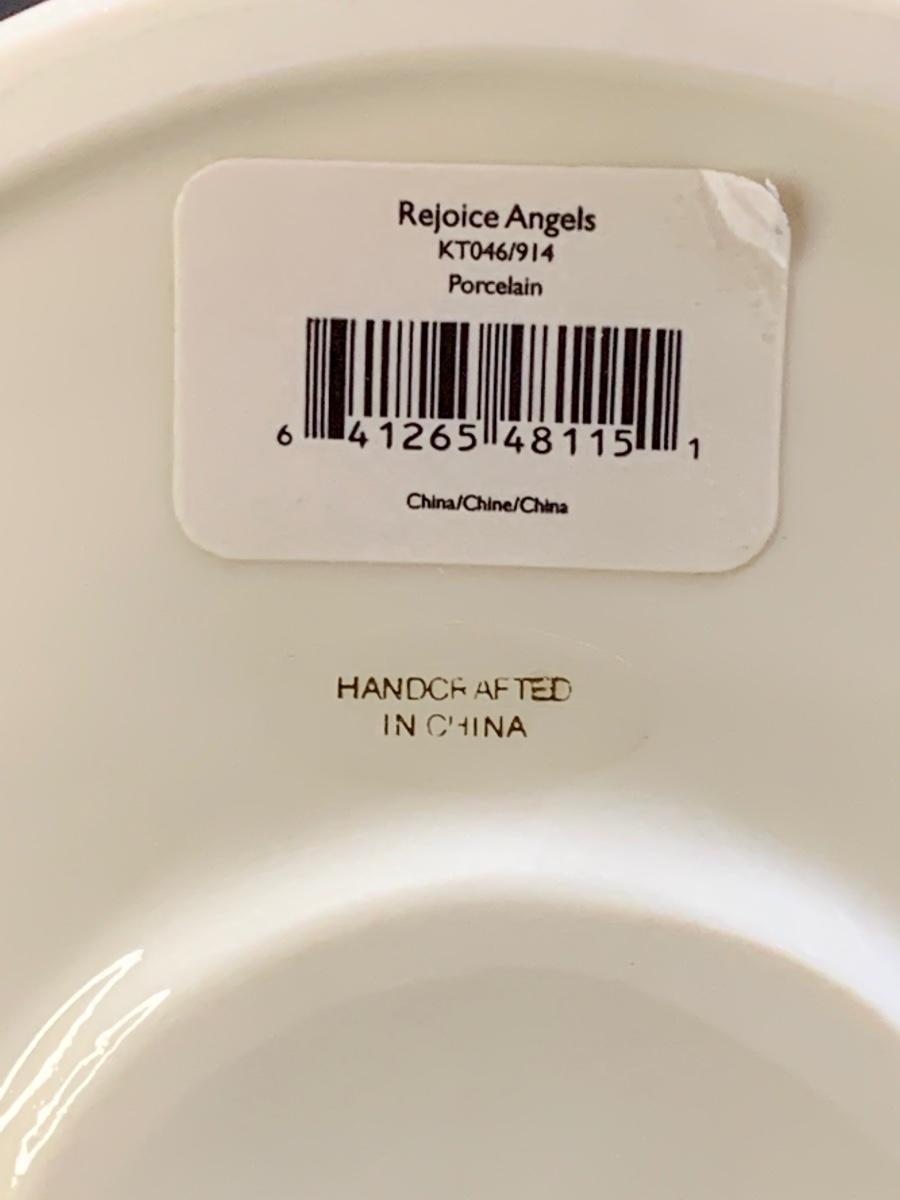 Rejoice Angels
KT046/914
Porcelain
6 41265 48115 1
China/Chine/China
HANDCRAFTED
IN CHINA